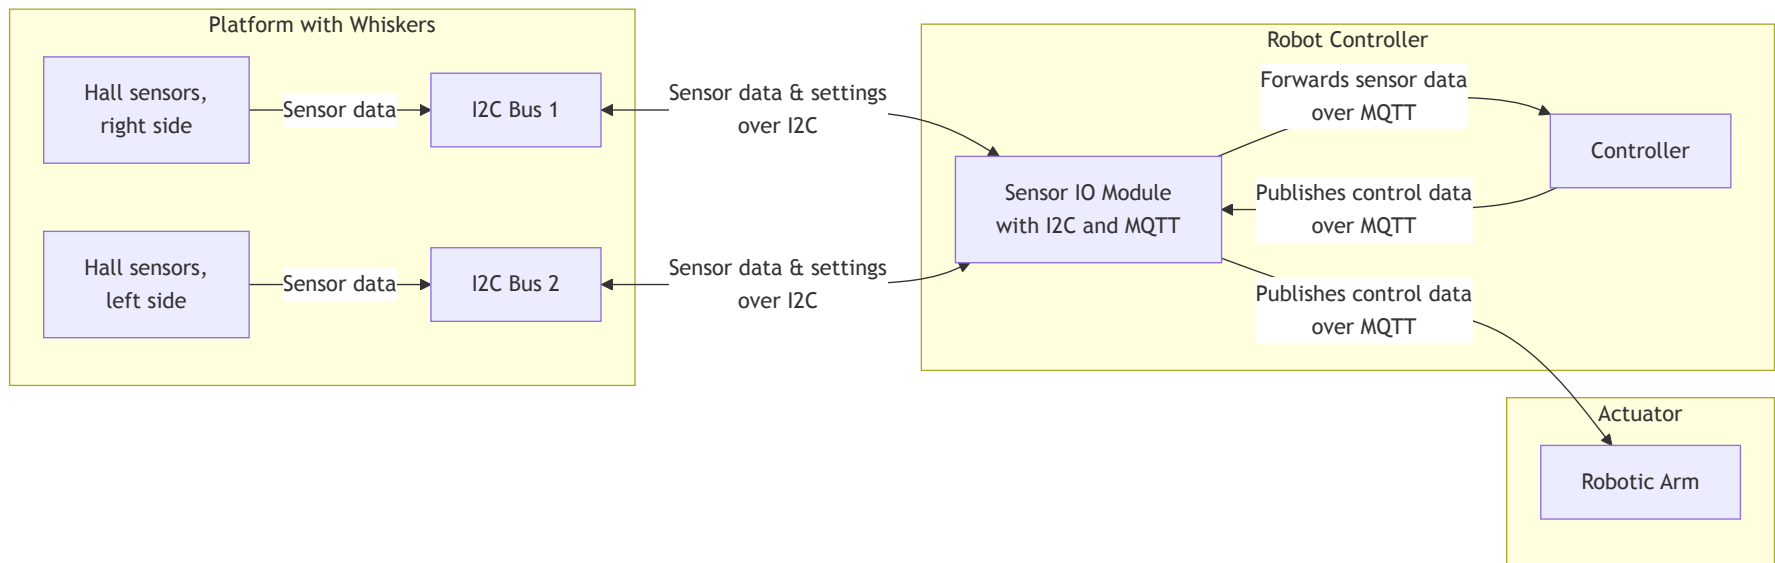 Platform with Whiskers
Hall sensors,
right side
Sensor data
I2C Bus 1
Hall sensors,
left side
Sensor data
I2C Bus 2
Sensor data & settings
over I2C
Sensor data & settings
over I2C
Robot Controller
Sensor IO Module
with I2C and MQTT
Forwards sensor data
over MQTT
Publishes control data
over MQTT
Publishes control data
over MQTT
Controller
Actuator
Robotic Arm